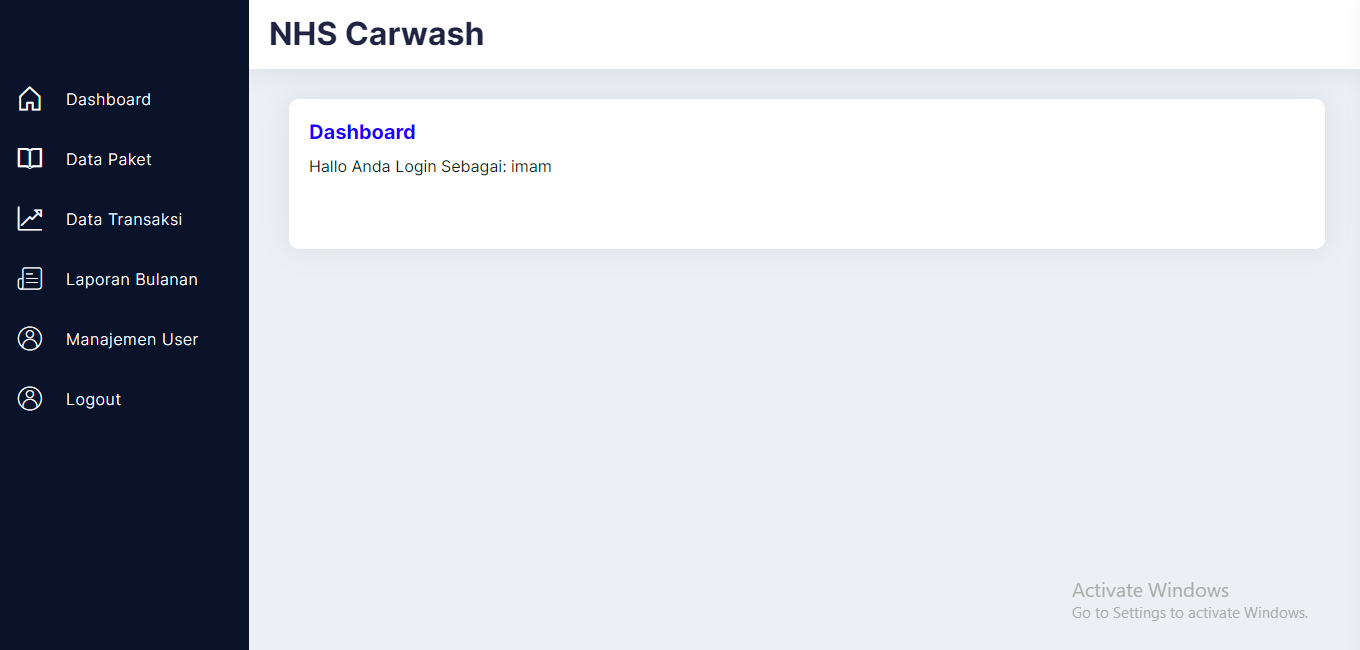 NHS Carwash
Dashboard
Data Paket
Data Transaksi
Laporan Bulanan
Manajemen User
Logout
Dashboard
Hallo Anda Login Sebagai: imam
Activate Windows
Go to Settings to activate Windows.